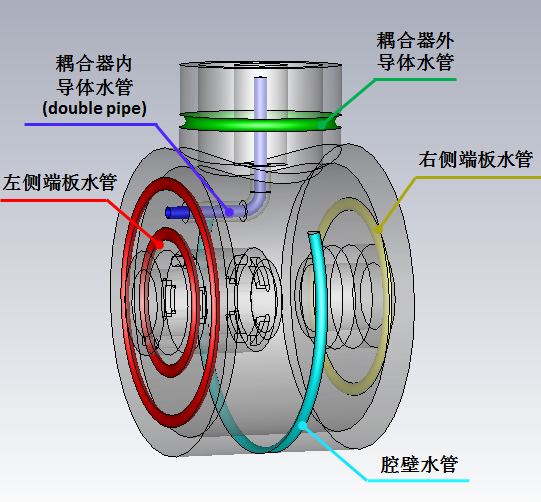 耦合器内
导体水管
(double pipe)
耦合器外
导体水管
左侧端板水管
右侧端板水管
腔壁水管